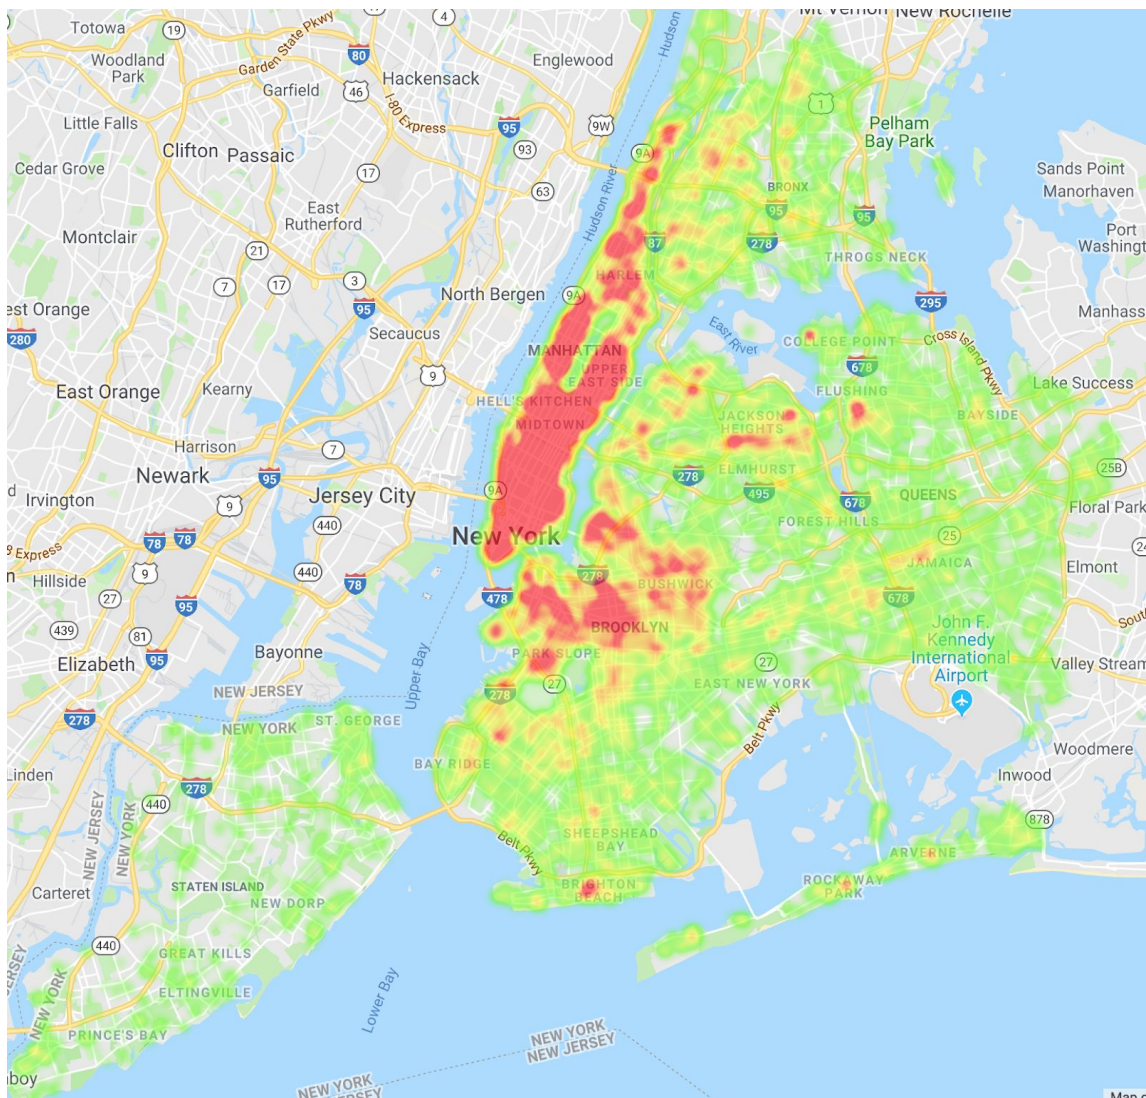 Totowa
19
4
Mt Vernon
New Rochelle
Hudson
Woodland
Park
Garden State Pkwy
80
Hackensack
Englewood
Garfield
46
I-80 Express
9W
1
Little Falls
95
Pelham
Bay Park
Clifton
Passaic
93
9A
Cedar Grove
17
63
Sands Point
Manorhaven
BRONX
East
Rutherford
95
95
Hudson River
Montclair
21
87
278
Port
Washingt
THROGS NECK
7
17
3
HARLEM
est Orange
North Bergen
9A
95
295
Manhass
280
Secaucus
East River
COLLEGE POINT
Cross Island Pkwy
MANHATTAN
UPPER
EAST SIDE
678
9
Lake Success
East Orange
Kearny
HELL'S KITCHEN
FLUSHING
JACKSON
HEIGHTS
BAYSIDE
MIDTOWN
Harrison
7
Newark
95
278
ELMHURST
25B
Irvington
9
Jersey City
9A
495
QUEENS
678
Floral Park
440
FOREST HILLS
8 Express
78
78
New York
25
24
9
440
278
JAMAICA
Elmont
Hillside
78
BUSHWICK
27
95
478
678
Sout
439
81
BROOKLYN
John F.
Kennedy
International
Airport
Elizabeth
95
Bayonne
PARK SLOPE
27
Valley Stream
Upper Bay
278
27
EAST NEW YORK
NEW JERSEY
NEW YORK
278
ST. GEORGE
Belt Pkwy
Woodmere
BAY RIDGE
Linden
278
Inwood
440
NEW JERSEY
NEW YORK
878
SHEEPSHEAD
BAY
Belt Pkwy
ARVERNE
STATEN ISLAND
BRIGHTON
BEACH
ROCKAWAY
PARK
Carteret
NEW DORP
440
GREAT KILLS
JERSEY
NEW YORK
ELTINGVILLE
Lower Bay
PRINCE'S BAY
NEW YORK
NEW JERSEY
boy
NEW YORK
JERSEY
Map